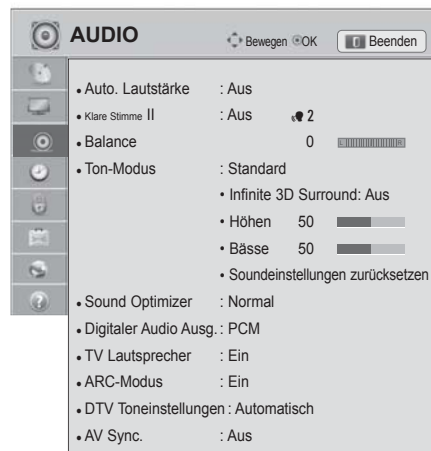 AUDIO Bewegen OK Beenden
• Auto. Lautstärke : Aus
• Klare Stimme II : Aus 2
• Balance 0 L R
• Ton-Modus : Standard
• Infinite 3D Surround: Aus
• Höhen 50
• Bässe 50
• Soundeinstellungen zurücksetzen
• Sound Optimizer : Normal
• Digitaler Audio Ausg. : PCM
• TV Lautsprecher : Ein
• ARC-Modus : Ein
• DTV Toneinstellungen : Automatisch
• AV Sync. : Aus